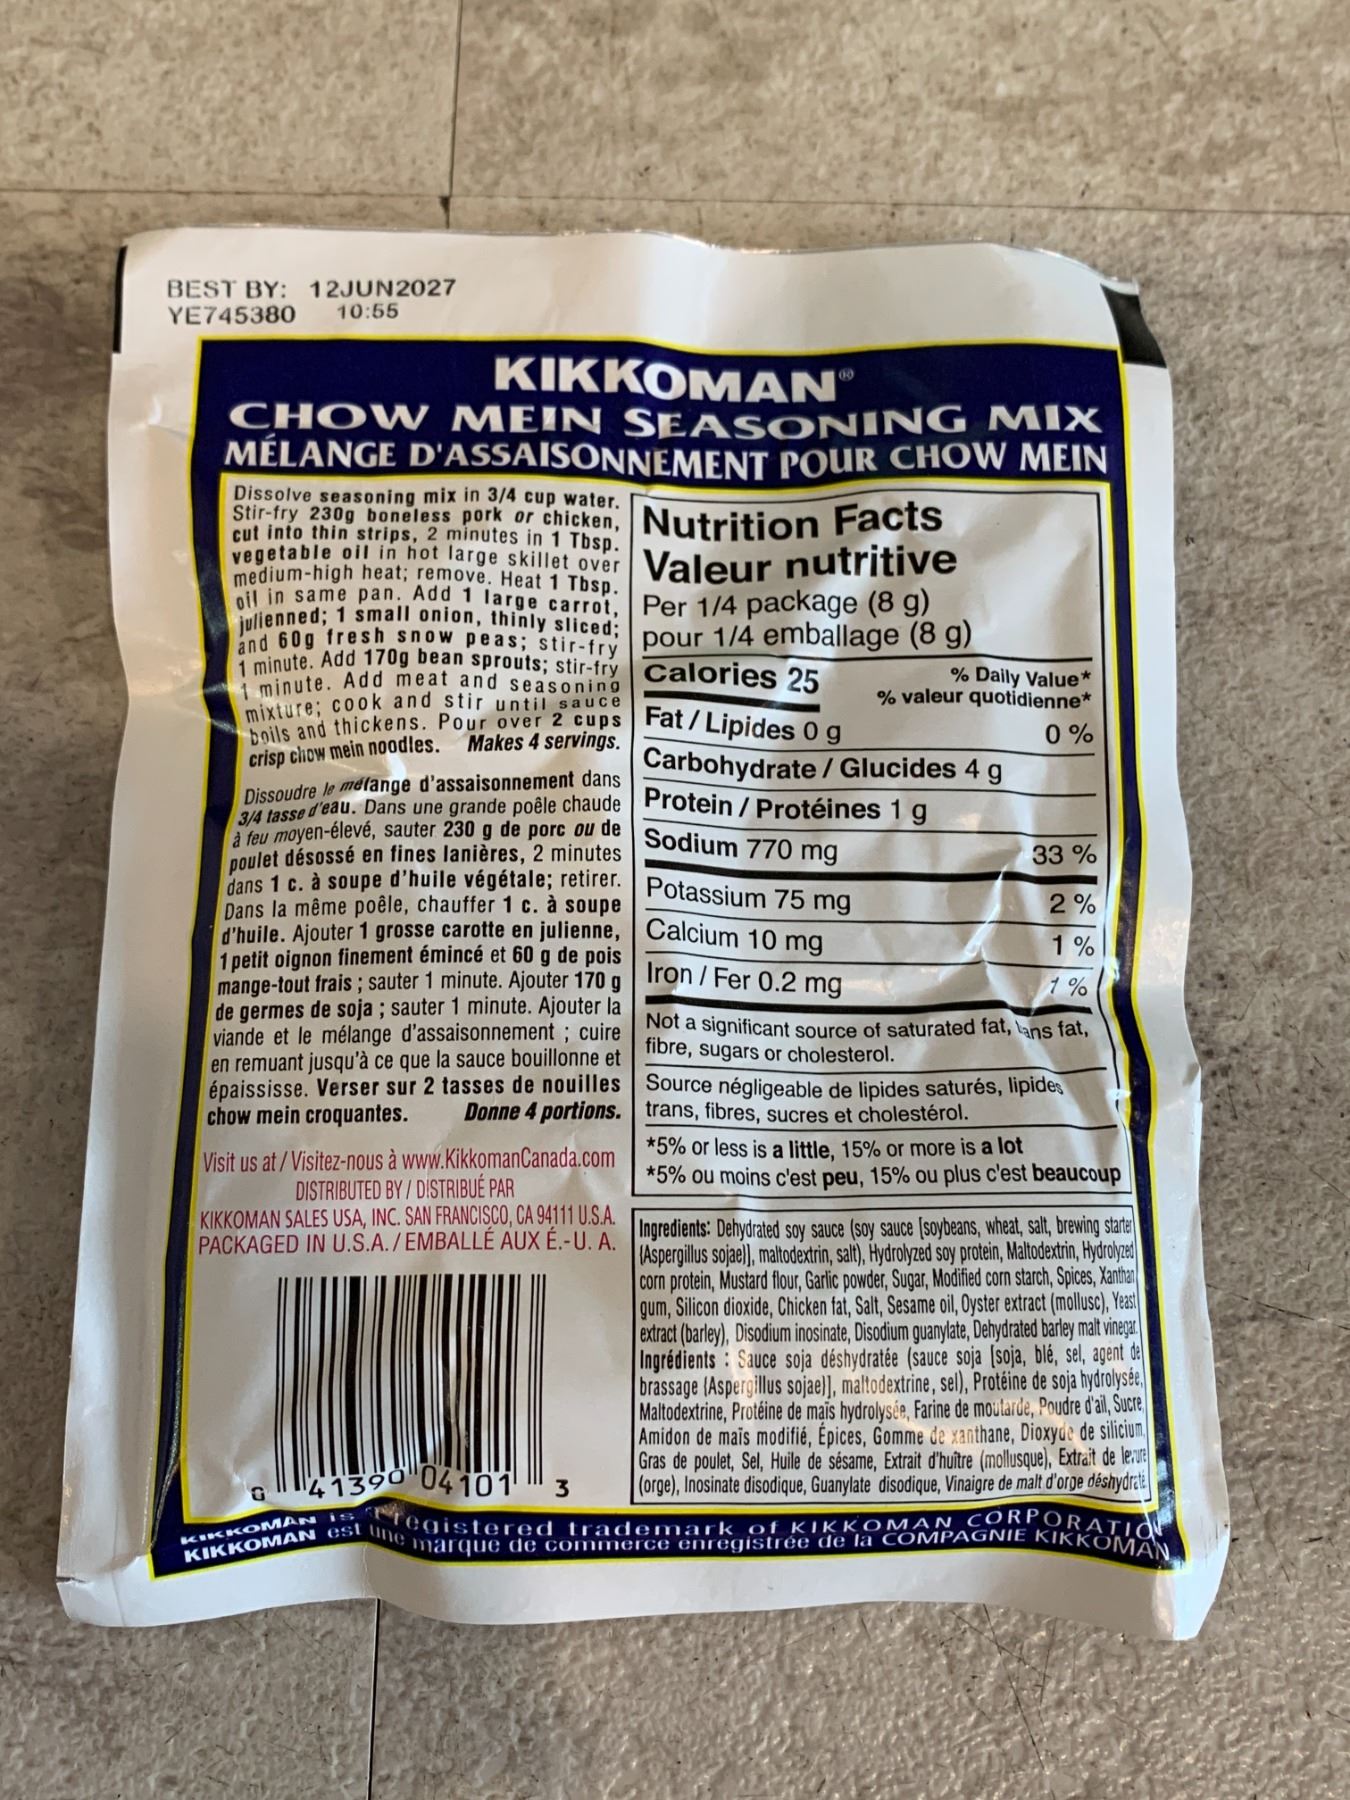 BEST BY: 12JUN2027
YE745380 10:55
KIKKOMAN®
CHOW MEIN SEASONING MIX
MÉLANGE D'ASSAISONNEMENT POUR CHOW MEIN
Dissolve seasoning mix in 3/4 cup water.
Stir-fry 230g boneless pork or chicken,
cut into thin strips, 2 minutes in 1 Tbsp.
vegetable oil in hot large skillet over
medium-high heat; remove. Heat 1 Tbsp.
oil in same pan. Add 1 large carrot,
julienned; 1 small onion, thinly sliced;
and 60g fresh snow peas; stir-fry
1 minute. Add 170g bean sprouts; stir-fry
1 minute. Add meat and seasoning
mixture; cook and stir until sauce
boils and thickens. Pour over 2 cups
crisp chow mein noodles. Makes 4 servings.
Dissoudre le mélange d'assaisonnement dans
3/4 tasse d'eau. Dans une grande poêle chaude
à feu moyen-élevé, sauter 230 g de porc ou de
poulet désossé en fines lanières, 2 minutes
dans 1 c. à soupe d'huile végétale; retirer.
Dans la même poêle, chauffer 1 c. à soupe
d'huile. Ajouter 1 grosse carotte en julienne,
1 petit oignon finement émincé et 60 g de pois
mange-tout frais ; sauter 1 minute. Ajouter 170 g
de germes de soja ; sauter 1 minute. Ajouter la
viande et le mélange d'assaisonnement ; cuire
en remuant jusqu'à ce que la sauce bouillonne et
épaississe. Verser sur 2 tasses de nouilles
chow mein croquantes. Donne 4 portions.
Visit us at / Visitez-nous à www.KikkomanCanada.com
DISTRIBUTED BY / DISTRIBUÉ PAR
KIKKOMAN SALES USA, INC. SAN FRANCISCO, CA 94111 U.S.A.
PACKAGED IN U.S.A. / EMBALLÉ AUX É.-U. A.
0 41390 04101 3
Nutrition Facts
Valeur nutritive
Per 1/4 package (8 g)
pour 1/4 emballage (8 g)
Calories 25 % Daily Value*
% valeur quotidienne*
Fat / Lipides 0 g 0 %
Carbohydrate / Glucides 4 g
Protein / Protéines 1 g
Sodium 770 mg 33 %
Potassium 75 mg 2 %
Calcium 10 mg 1 %
Iron / Fer 0.2 mg 1 %
Not a significant source of saturated fat, trans fat,
fibre, sugars or cholesterol.
Source négligeable de lipides saturés, lipides
trans, fibres, sucres et cholestérol.
*5% or less is a little, 15% or more is a lot
*5% ou moins c'est peu, 15% ou plus c'est beaucoup
Ingredients: Dehydrated soy sauce (soy sauce [soybeans, wheat, salt, brewing starter
(Aspergillus sojae)], maltodextrin, salt), Hydrolyzed soy protein, Maltodextrin, Hydrolyzed
corn protein, Mustard flour, Garlic powder, Sugar, Modified corn starch, Spices, Xanthan
gum, Silicon dioxide, Chicken fat, Salt, Sesame oil, Oyster extract (mollusc), Yeast
extract (barley), Disodium inosinate, Disodium guanylate, Dehydrated barley malt vinegar.
Ingrédients : Sauce soja déshydratée (sauce soja [soja, blé, sel, agent de
brassage (Aspergillus sojae)], maltodextrine, sel), Protéine de soja hydrolysée,
Maltodextrine, Protéine de maïs hydrolysée, Farine de moutarde, Poudre d'ail, Sucre,
Amidon de maïs modifié, Épices, Gomme de xanthane, Dioxyde de silicium,
Gras de poulet, Sel, Huile de sésame, Extrait d'huître (mollusque), Extrait de levure
(orge), Inosinate disodique, Guanylate disodique, Vinaigre de malt d'orge déshydraté.
KIKKOMAN is a registered trademark of KIKKOMAN CORPORATION
KIKKOMAN est une marque de commerce enregistrée de la COMPAGNIE KIKKOMAN